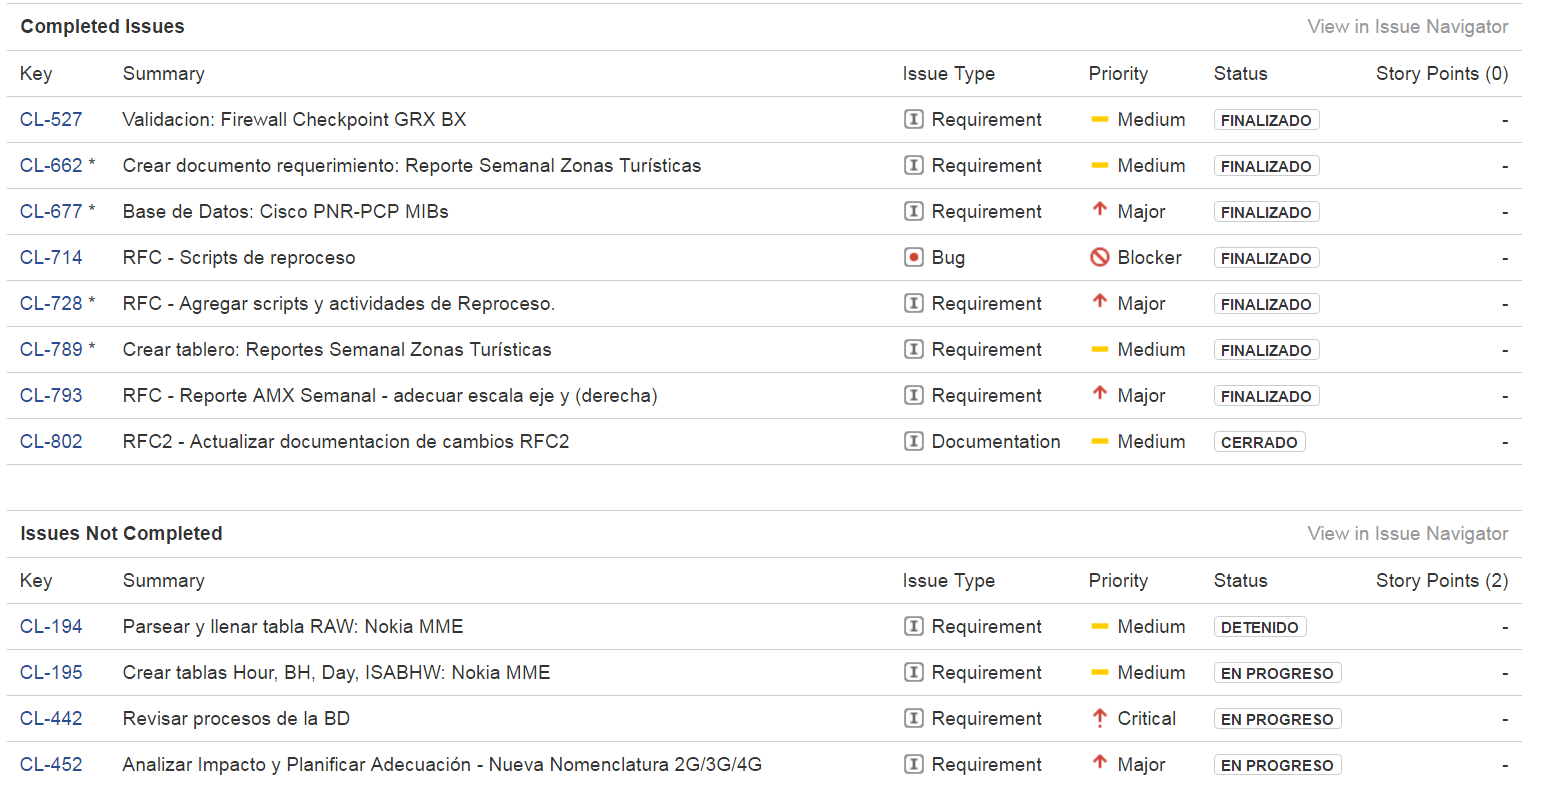 Completed Issues View in Issue Navigator
Key Summary Issue Type Priority Status Story Points (0)
CL-527 Validacion: Firewall Checkpoint GRX BX Requirement Medium FINALIZADO -
CL-662 * Crear documento requerimiento: Reporte Semanal Zonas Turísticas Requirement Medium FINALIZADO -
CL-677 * Base de Datos: Cisco PNR-PCP MIBs Requirement Major FINALIZADO -
CL-714 RFC - Scripts de reproceso Bug Blocker FINALIZADO -
CL-728 * RFC - Agregar scripts y actividades de Reproceso. Requirement Major FINALIZADO -
CL-789 * Crear tablero: Reportes Semanal Zonas Turísticas Requirement Medium FINALIZADO -
CL-793 RFC - Reporte AMX Semanal - adecuar escala eje y (derecha) Requirement Major FINALIZADO -
CL-802 RFC2 - Actualizar documentacion de cambios RFC2 Documentation Medium CERRADO -
Issues Not Completed View in Issue Navigator
Key Summary Issue Type Priority Status Story Points (2)
CL-194 Parsear y llenar tabla RAW: Nokia MME Requirement Medium DETENIDO -
CL-195 Crear tablas Hour, BH, Day, ISABHW: Nokia MME Requirement Medium EN PROGRESO -
CL-442 Revisar procesos de la BD Requirement Critical EN PROGRESO -
CL-452 Analizar Impacto y Planificar Adecuación - Nueva Nomenclatura 2G/3G/4G Requirement Major EN PROGRESO -